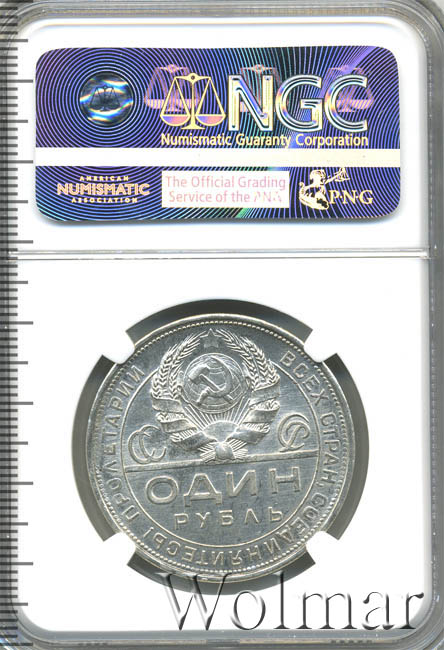 NGC
Numismatic Guaranty Corporation
AMERICAN
NUMISMATIC
ASSOCIATION
The Official Grading
Service of the ANA
P·N·G
ПРОЛЕТАРИИ ВСЕХ СТРАН СОЕДИНЯЙТЕСЬ!
СС СР
ОДИН
РУБЛЬ
Wolmar